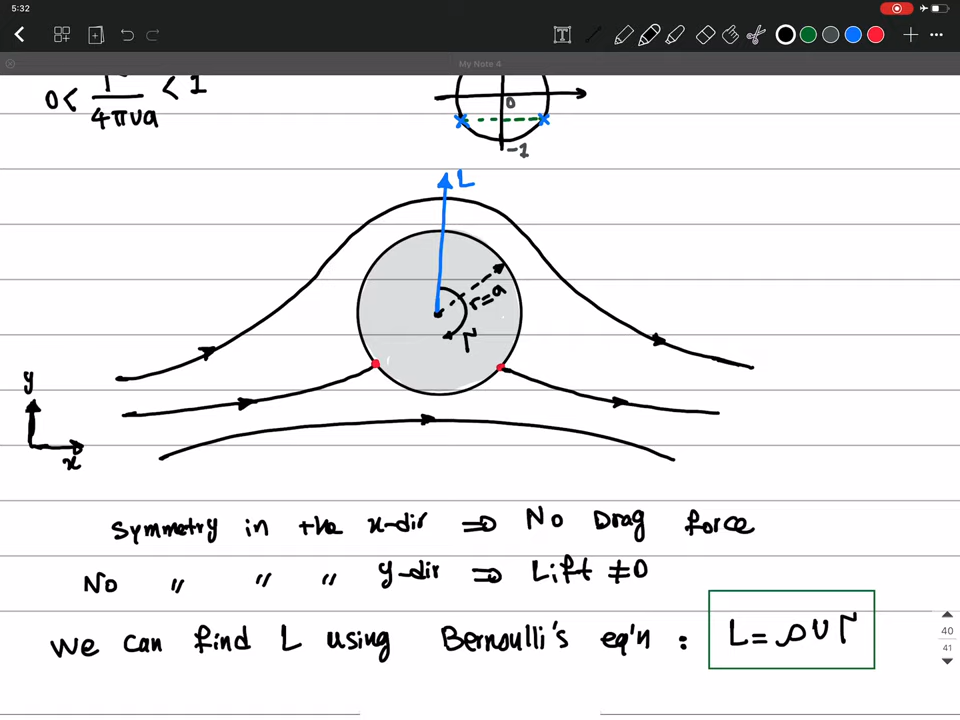 5:32
My Note 4
0 < Γ / 4πUa < 1
0
-1
L
r=a
Γ
y
x
Symmetry in the x-dir ⇒ No Drag force
No " " " y-dir ⇒ Lift ≠0
We can find L using Bernoulli's eq'n : L = ρUΓ
40
41